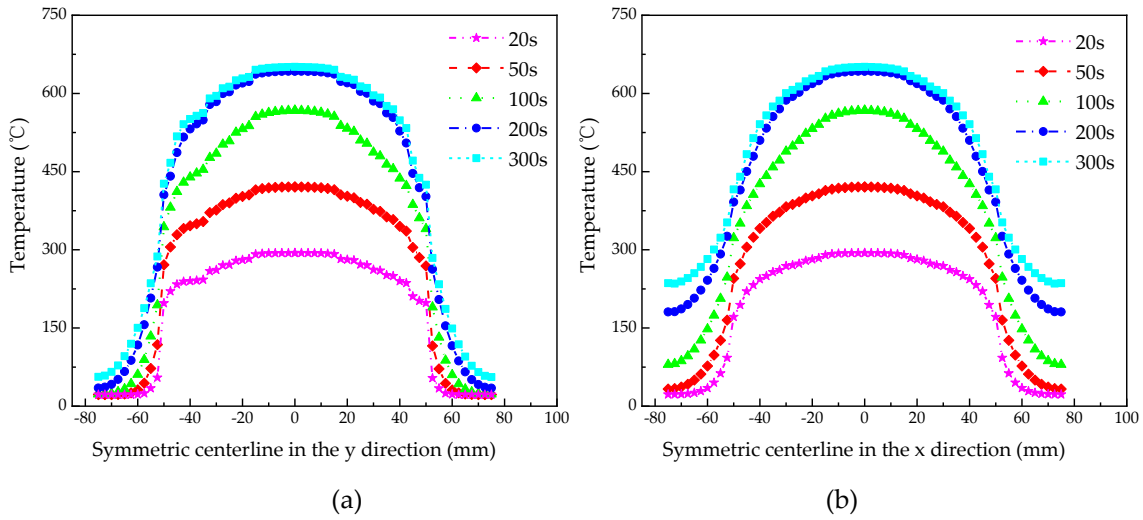 750
600
450
300
150
0
Temperature (℃)
20s
50s
100s
200s
300s
-80 -60 -40 -20 0 20 40 60 80 100
Symmetric centerline in the y direction (mm)
(a)
750
600
450
300
150
0
Temperature (℃)
20s
50s
100s
200s
300s
-80 -60 -40 -20 0 20 40 60 80 100
Symmetric centerline in the x direction (mm)
(b)